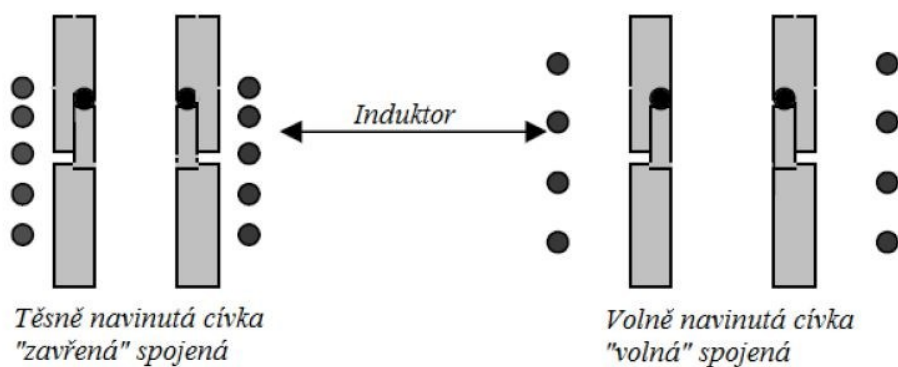 Induktor
Těsně navinutá cívka
"zavřená" spojená
Volně navinutá cívka
"volná" spojená